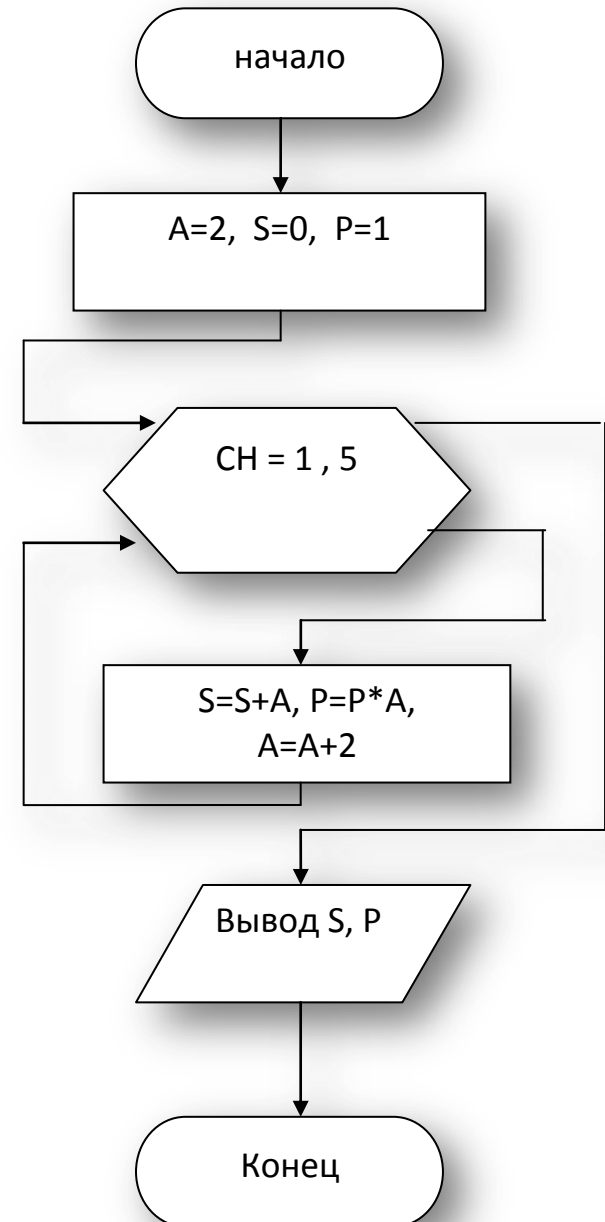 начало
A=2, S=0, P=1
CH = 1 , 5
S=S+A, P=P*A,
A=A+2
Вывод S, P
Конец